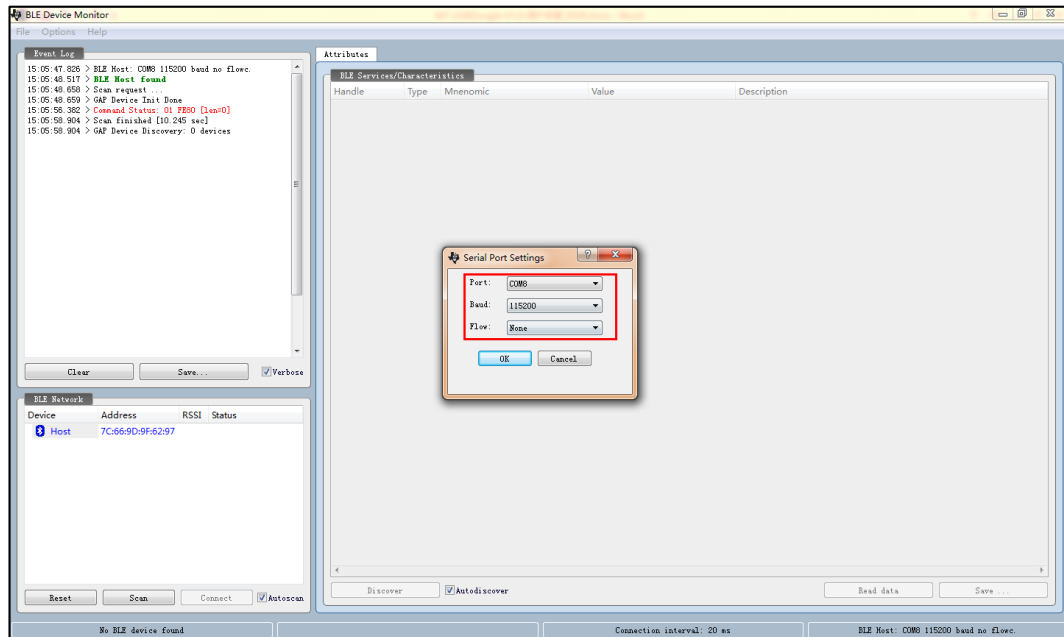 BLE Device Monitor
File Options Help
Event Log
15:05:47.826 > BLE Host: COM8 115200 baud no flowc.
15:05:48.517 > BLE Host found
15:05:48.658 > Scan request ...
15:05:48.659 > GAP Device Init Done
15:05:56.382 > Command Status: 01 FE80 [len=0]
15:05:58.904 > Scan finished [10.245 sec]
15:05:58.904 > GAP Device Discovery: 0 devices
Clear Save... Verbose
BLE Network
Device Address RSSI Status
Host 7C:66:9D:9F:62:97
Reset Scan Connect Autoscan
Attributes
BLE Services/Characteristics
Handle Type Mnenomic Value Description
Serial Port Settings
Port: COM8
Baud: 115200
Flow: None
OK Cancel
Discover Autodiscover Read data Save ...
No BLE device found Connection interval: 20 ms BLE Host: COM8 115200 baud no flowc.